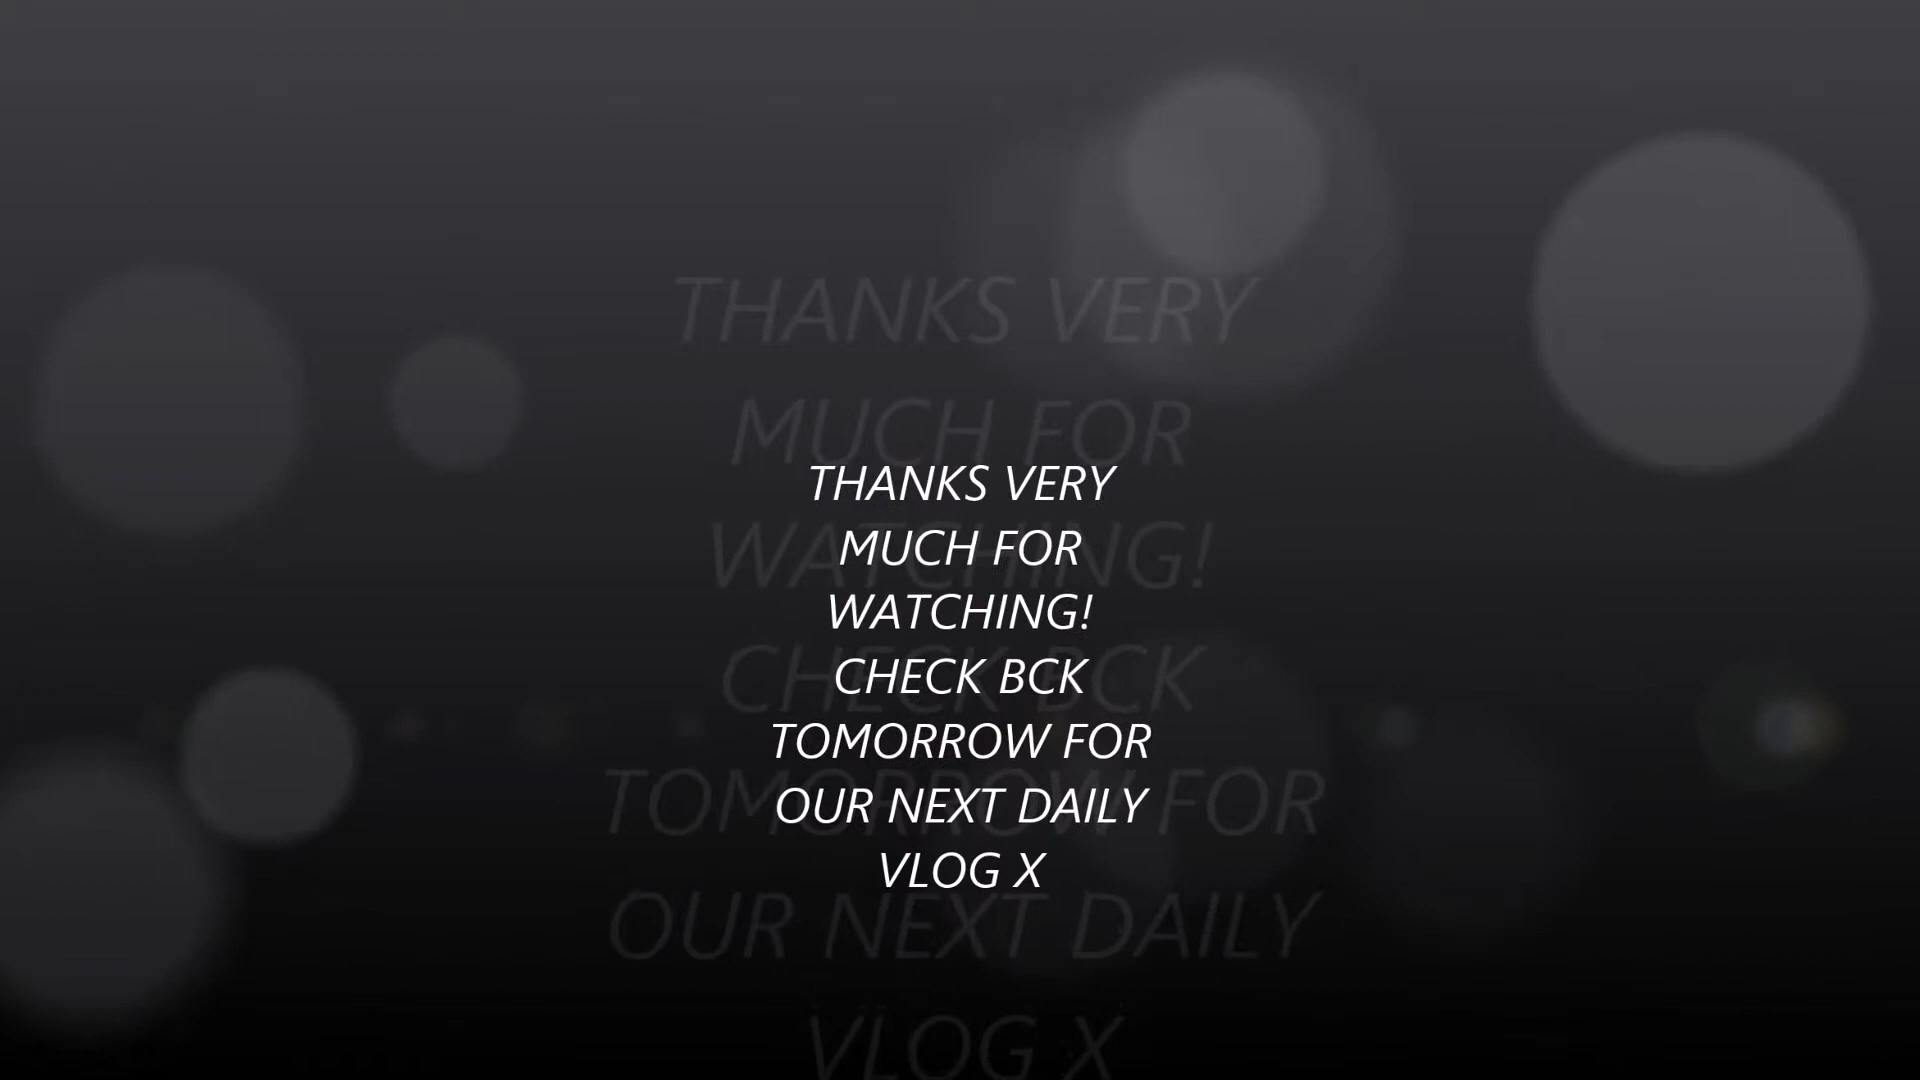 THANKS VERY
MUCH FOR
WATCHING!
CHECK BCK
TOMORROW FOR
OUR NEXT DAILY
VLOG X